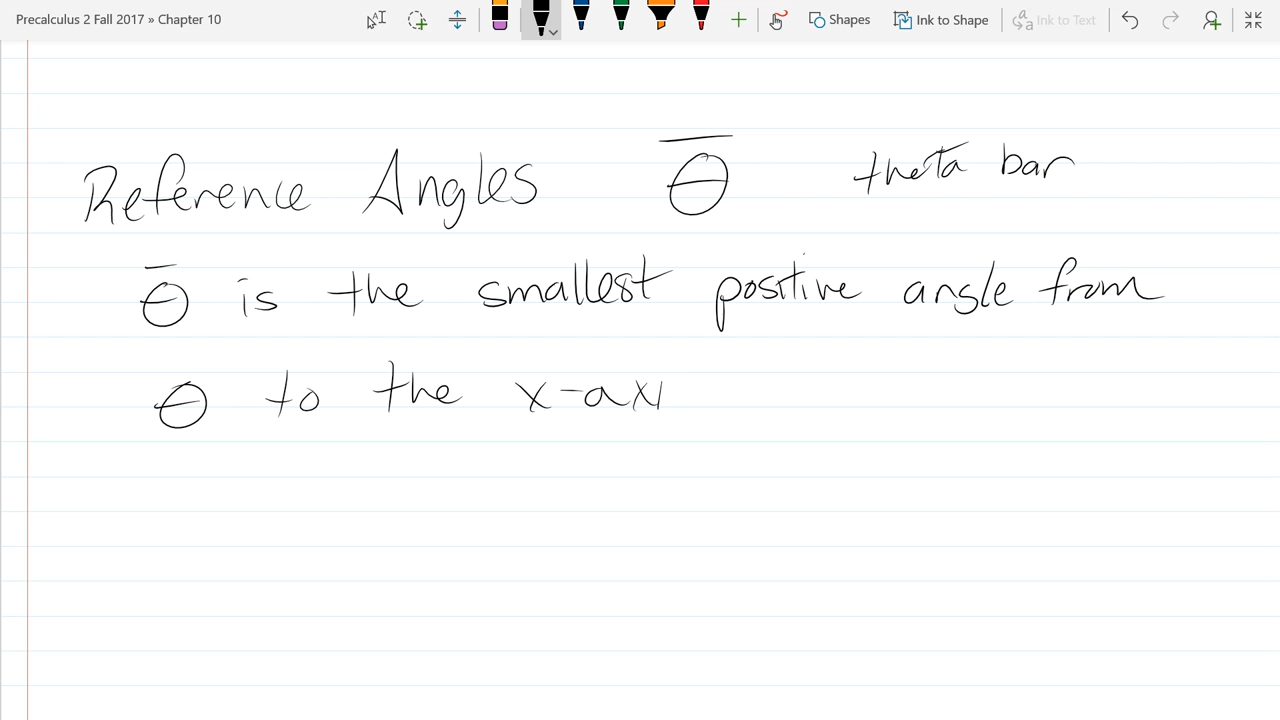 Precalculus 2 Fall 2017 » Chapter 10
Shapes
Ink to Shape
Ink to Text
Reference Angles θ̅ theta bar
θ̅ is the smallest positive angle from
θ to the x-axi